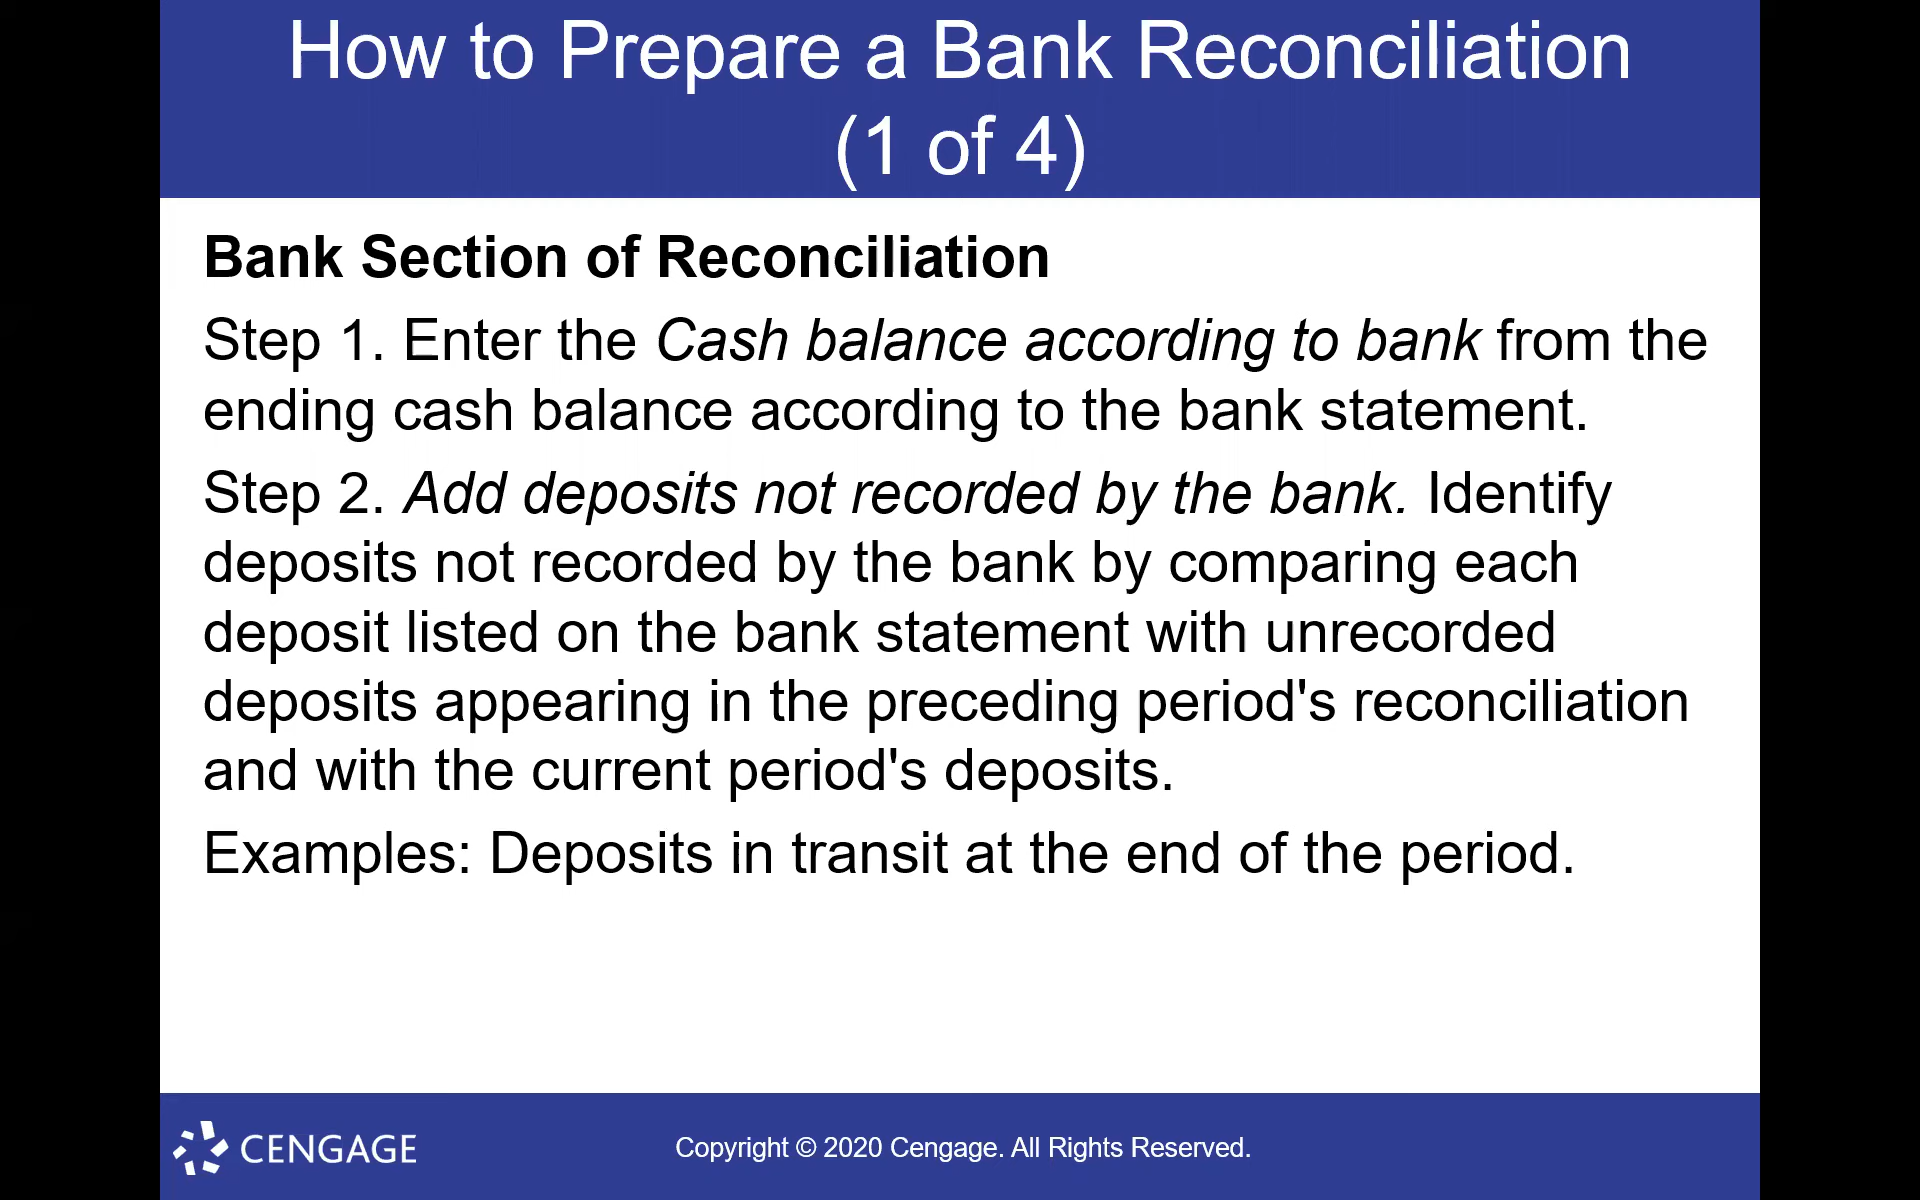 How to Prepare a Bank Reconciliation
(1 of 4)
Bank Section of Reconciliation
Step 1. Enter the Cash balance according to bank from the
ending cash balance according to the bank statement.
Step 2. Add deposits not recorded by the bank. Identify
deposits not recorded by the bank by comparing each
deposit listed on the bank statement with unrecorded
deposits appearing in the preceding period's reconciliation
and with the current period's deposits.
Examples: Deposits in transit at the end of the period.
CENGAGE
Copyright © 2020 Cengage. All Rights Reserved.